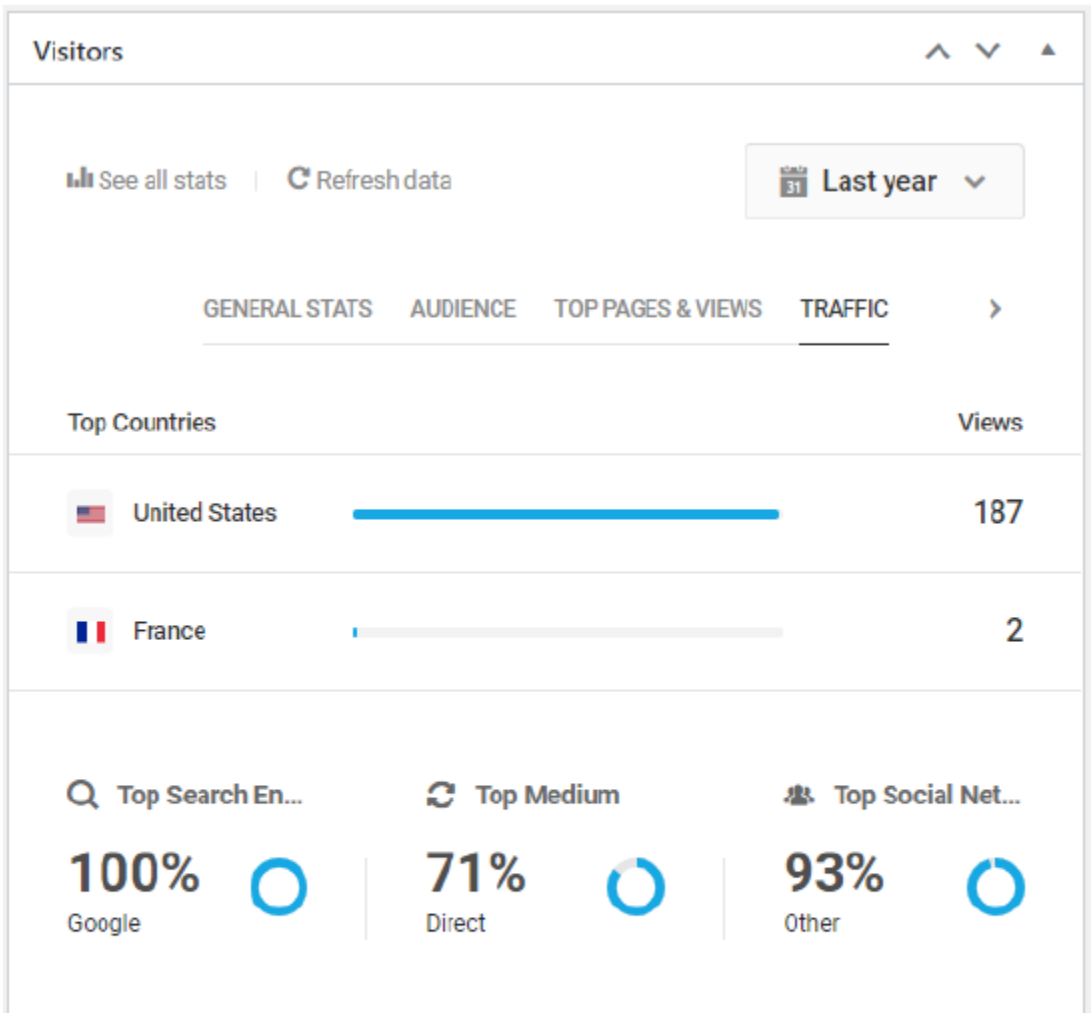 Visitors
See all stats Refresh data 31 Last year
GENERAL STATS AUDIENCE TOP PAGES & VIEWS TRAFFIC
Top Countries Views
United States 187
France 2
Top Search En... Top Medium Top Social Net...
100% 71% 93%
Google Direct Other